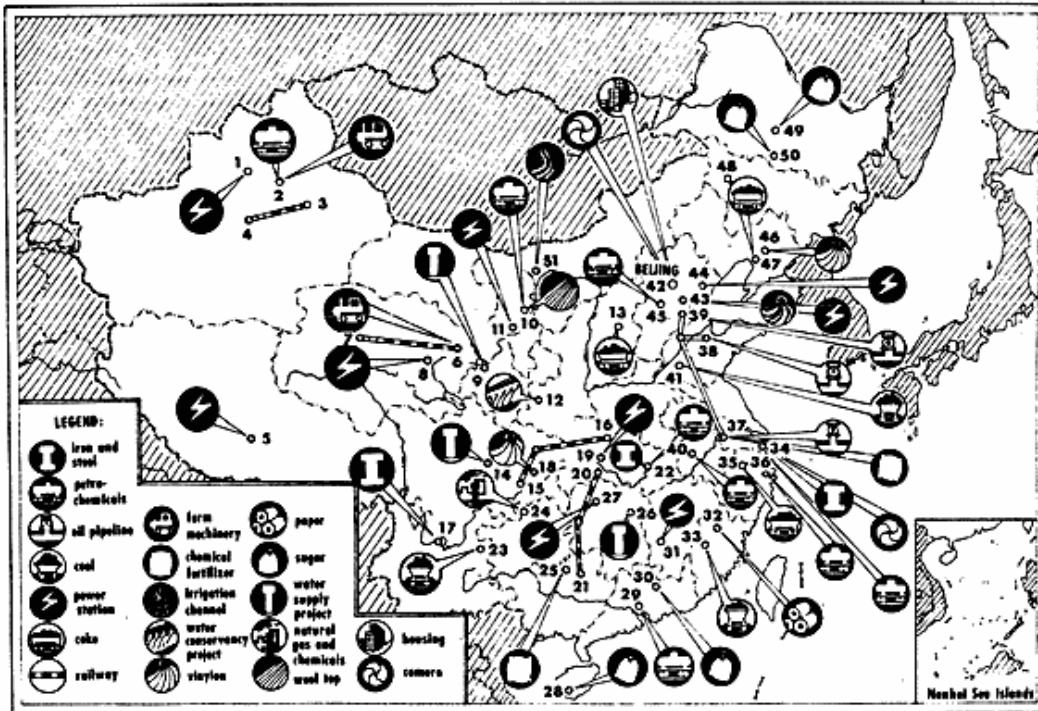 49
50
48
1
2
3
4
46
51
BEIJING
44
47
42
43
10
13
45
39
11
7
6
38
8
9
41
12
5
LEGEND:
16
37
34
iron and
steel
40
35
36
petro-
chemicals
14
18
19
22
15
20
oil pipeline
farm
machinery
paper
24
27
17
26
32
coal
chemical
fertilizer
sugar
23
31
33
power
station
irrigation
channel
water
supply
project
25
21
30
29
coke
water
conservancy
project
natural
gas and
chemicals
housing
railway
vinylon
wool top
camera
28
Nanhai Sea Islands